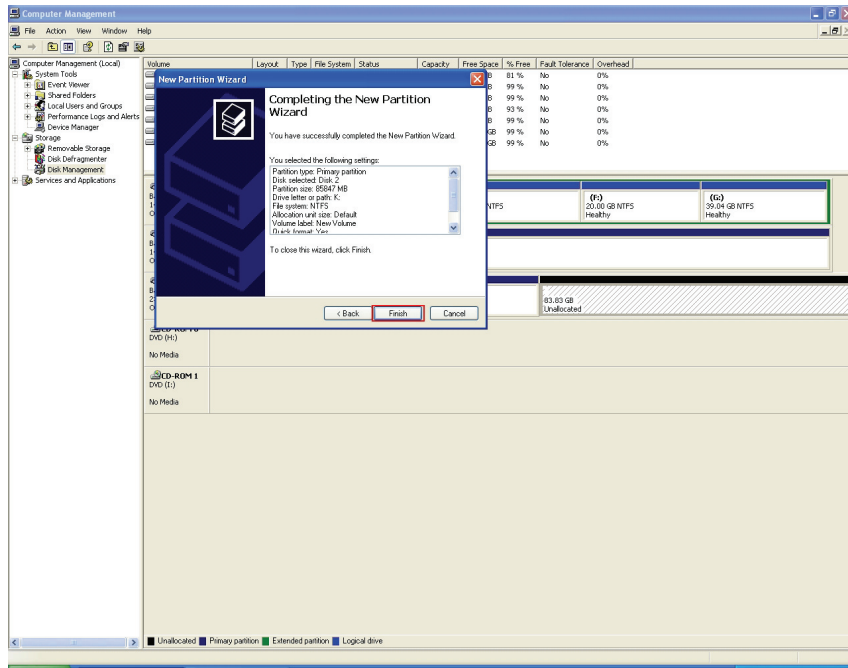 Computer Management
File Action View Window Help
Computer Management (Local)
System Tools
Event Viewer
Shared Folders
Local Users and Groups
Performance Logs and Alerts
Device Manager
Storage
Removable Storage
Disk Defragmenter
Disk Management
Services and Applications
Volume Layout Type File System Status Capacity Free Space % Free Fault Tolerance Overhead
B 81 % No 0%
B 99 % No 0%
B 99 % No 0%
B 93 % No 0%
B 99 % No 0%
GB 99 % No 0%
GB 99 % No 0%
New Partition Wizard
Completing the New Partition
Wizard
You have successfully completed the New Partition Wizard.
You selected the following settings:
Partition type: Primary partition
Disk selected: Disk 2
Partition size: 85847 MB
Drive letter or path: K:
File system: NTFS
Allocation unit size: Default
Volume label: New Volume
Quick format: Yes
To close this wizard, click Finish.
< Back Finish Cancel
NTFS
(F:)
20.00 GB NTFS
Healthy
(G:)
39.04 GB NTFS
Healthy
83.83 GB
Unallocated
CD-ROM 0
DVD (H:)
No Media
CD-ROM 1
DVD (I:)
No Media
Unallocated Primary partition Extended partition Logical drive